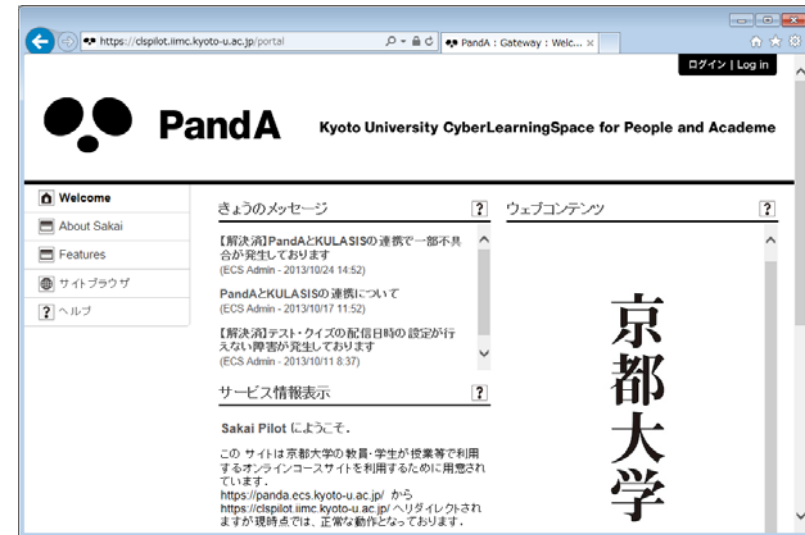 https://clspilot.iimc.kyoto-u.ac.jp/portal
PandA : Gateway : Welc...
ログイン | Log in
PandA
Kyoto University CyberLearningSpace for People and Academe
Welcome
About Sakai
Features
サイトブラウザ
ヘルプ
きょうのメッセージ
【解決済】PandAとKULASISの連携で一部不具
合が発生しております
(ECS Admin - 2013/10/24 14:52)
PandAとKULASISの連携について
(ECS Admin - 2013/10/17 11:52)
【解決済】テスト・クイズの配信日時の設定が行
えない障害が発生しております
(ECS Admin - 2013/10/11 8:37)
サービス情報表示
Sakai Pilot にようこそ.
この サイトは京都大学の教員・学生が授業等で利用
するオンラインコースサイトを利用するために用意され
ています.
https://panda.ecs.kyoto-u.ac.jp/ から
https://clspilot.iimc.kyoto-u.ac.jp/ へリダイレクトされ
ますが現時点では、正常な動作となっております.
ウェブコンテンツ
京都大学